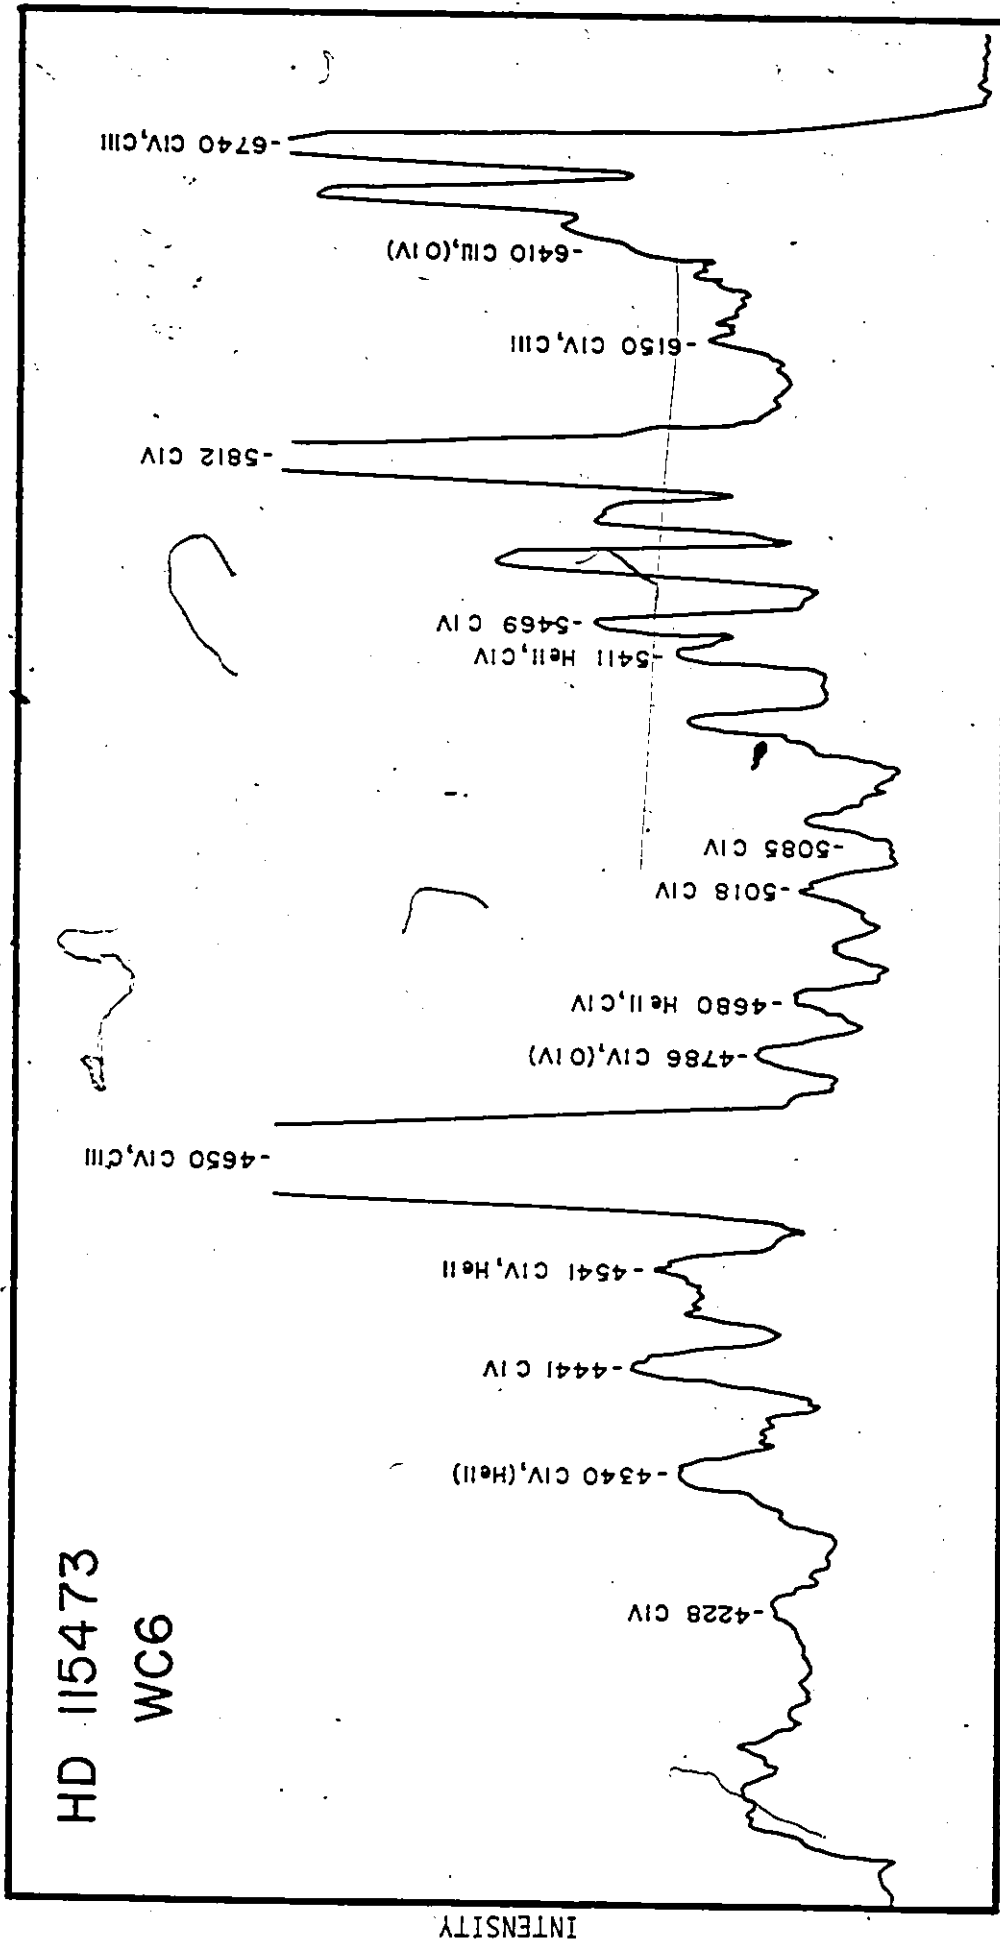 HD 115473
WC6
INTENSITY
-4228 CIV
-4340 CIV,(HeII)
-4441 CIV
-4541 CIV,HeII
-4650 CIV,CIII
-4786 CIV,(OIV)
-4680 HeII,CIV
-5018 CIV
-5085 CIV
-5411 HeII,CIV
-5469 CIV
-5812 CIV
-6150 CIV,CIII
-6410 CIII,(OIV)
-6740 CIV,CIII